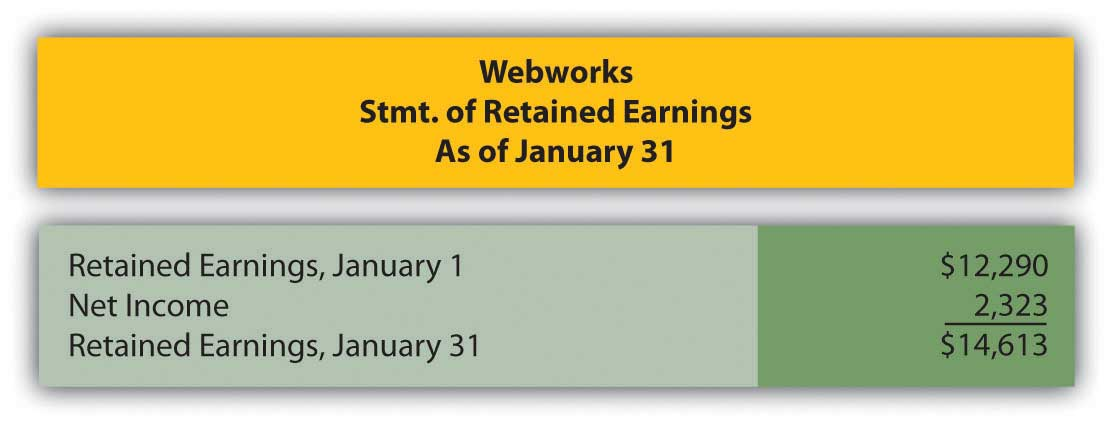 Webworks
Stmt. of Retained Earnings
As of January 31
Retained Earnings, January 1 $12,290
Net Income 2,323
Retained Earnings, January 31 $14,613